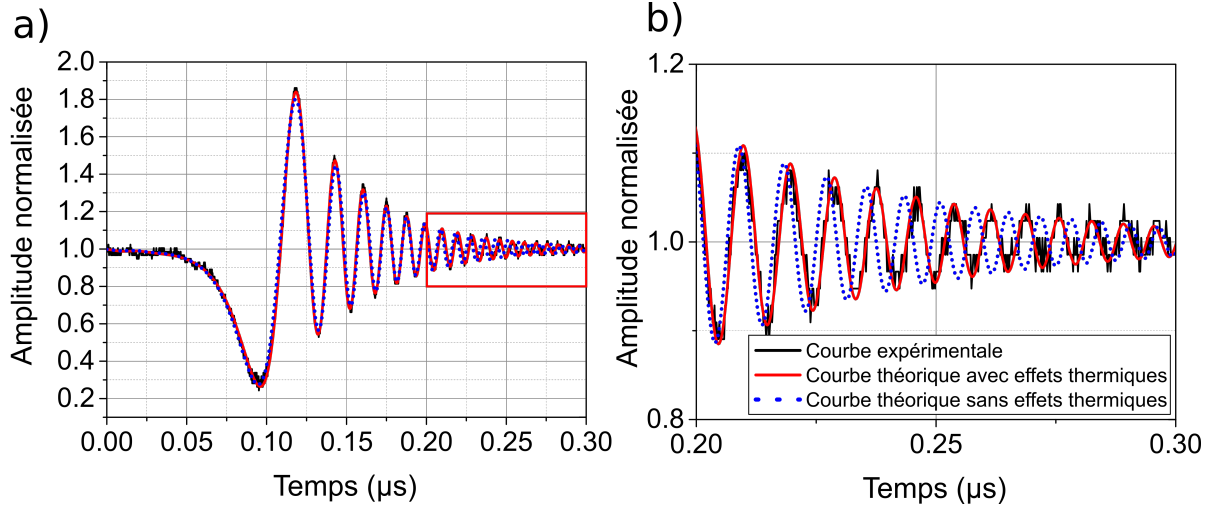 a)
Amplitude normalisée
2.0
1.8
1.6
1.4
1.2
1.0
0.8
0.6
0.4
0.2
0.00 0.05 0.10 0.15 0.20 0.25 0.30
Temps (µs)
b)
Amplitude normalisée
1.2
1.0
0.8
Courbe expérimentale
Courbe théorique avec effets thermiques
Courbe théorique sans effets thermiques
0.20 0.25 0.30
Temps (µs)